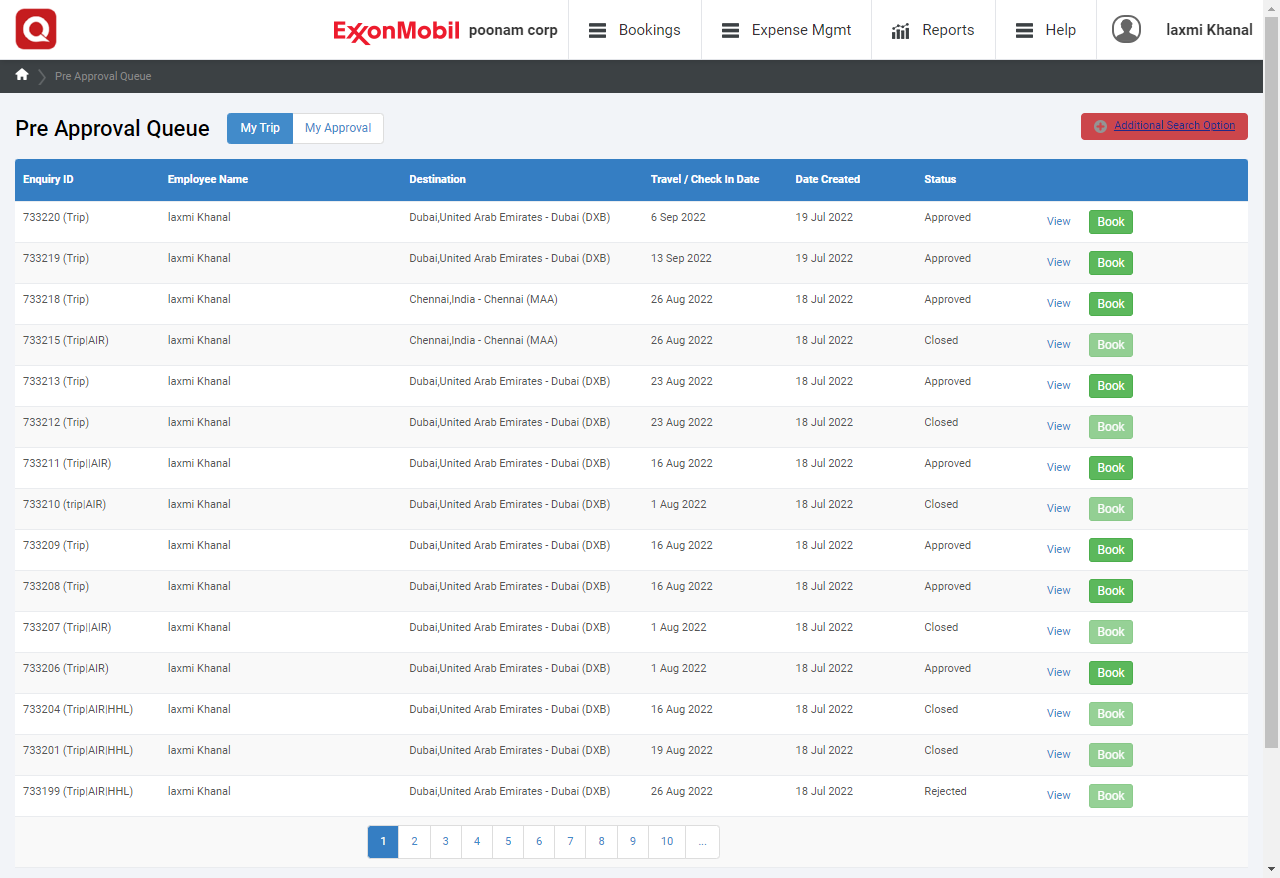 Q ExxonMobil poonam corp Bookings Expense Mgmt Reports Help laxmi Khanal
Pre Approval Queue
Pre Approval Queue My Trip My Approval Additional Search Option
Enquiry ID Employee Name Destination Travel / Check In Date Date Created Status
733220 (Trip) laxmi Khanal Dubai,United Arab Emirates - Dubai (DXB) 6 Sep 2022 19 Jul 2022 Approved View Book
733219 (Trip) laxmi Khanal Dubai,United Arab Emirates - Dubai (DXB) 13 Sep 2022 19 Jul 2022 Approved View Book
733218 (Trip) laxmi Khanal Chennai,India - Chennai (MAA) 26 Aug 2022 18 Jul 2022 Approved View Book
733215 (Trip|AIR) laxmi Khanal Chennai,India - Chennai (MAA) 26 Aug 2022 18 Jul 2022 Closed View Book
733213 (Trip) laxmi Khanal Dubai,United Arab Emirates - Dubai (DXB) 23 Aug 2022 18 Jul 2022 Approved View Book
733212 (Trip) laxmi Khanal Dubai,United Arab Emirates - Dubai (DXB) 23 Aug 2022 18 Jul 2022 Closed View Book
733211 (Trip||AIR) laxmi Khanal Dubai,United Arab Emirates - Dubai (DXB) 16 Aug 2022 18 Jul 2022 Approved View Book
733210 (trip|AIR) laxmi Khanal Dubai,United Arab Emirates - Dubai (DXB) 1 Aug 2022 18 Jul 2022 Closed View Book
733209 (Trip) laxmi Khanal Dubai,United Arab Emirates - Dubai (DXB) 16 Aug 2022 18 Jul 2022 Approved View Book
733208 (Trip) laxmi Khanal Dubai,United Arab Emirates - Dubai (DXB) 16 Aug 2022 18 Jul 2022 Approved View Book
733207 (Trip||AIR) laxmi Khanal Dubai,United Arab Emirates - Dubai (DXB) 1 Aug 2022 18 Jul 2022 Closed View Book
733206 (Trip|AIR) laxmi Khanal Dubai,United Arab Emirates - Dubai (DXB) 1 Aug 2022 18 Jul 2022 Approved View Book
733204 (Trip|AIR|HHL) laxmi Khanal Dubai,United Arab Emirates - Dubai (DXB) 16 Aug 2022 18 Jul 2022 Closed View Book
733201 (Trip|AIR|HHL) laxmi Khanal Dubai,United Arab Emirates - Dubai (DXB) 19 Aug 2022 18 Jul 2022 Closed View Book
733199 (Trip|AIR|HHL) laxmi Khanal Dubai,United Arab Emirates - Dubai (DXB) 26 Aug 2022 18 Jul 2022 Rejected View Book
1 2 3 4 5 6 7 8 9 10 ...